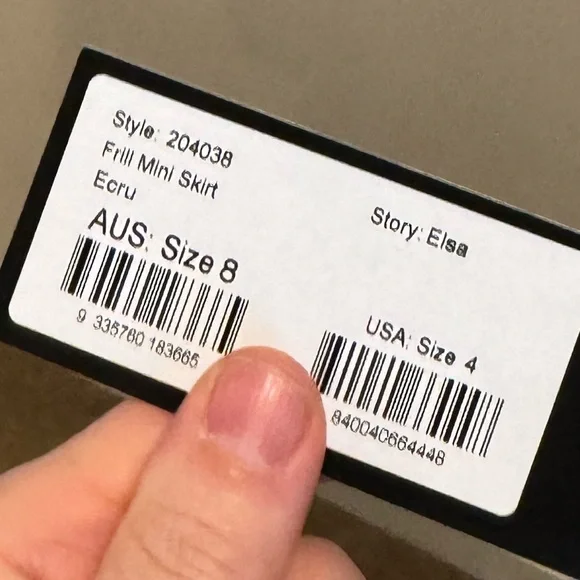 Style: 204038
Frill Mini Skirt
Ecru
Story: Elsa
AUS: Size 8
9 335760 183665
USA: Size 4
840040664448